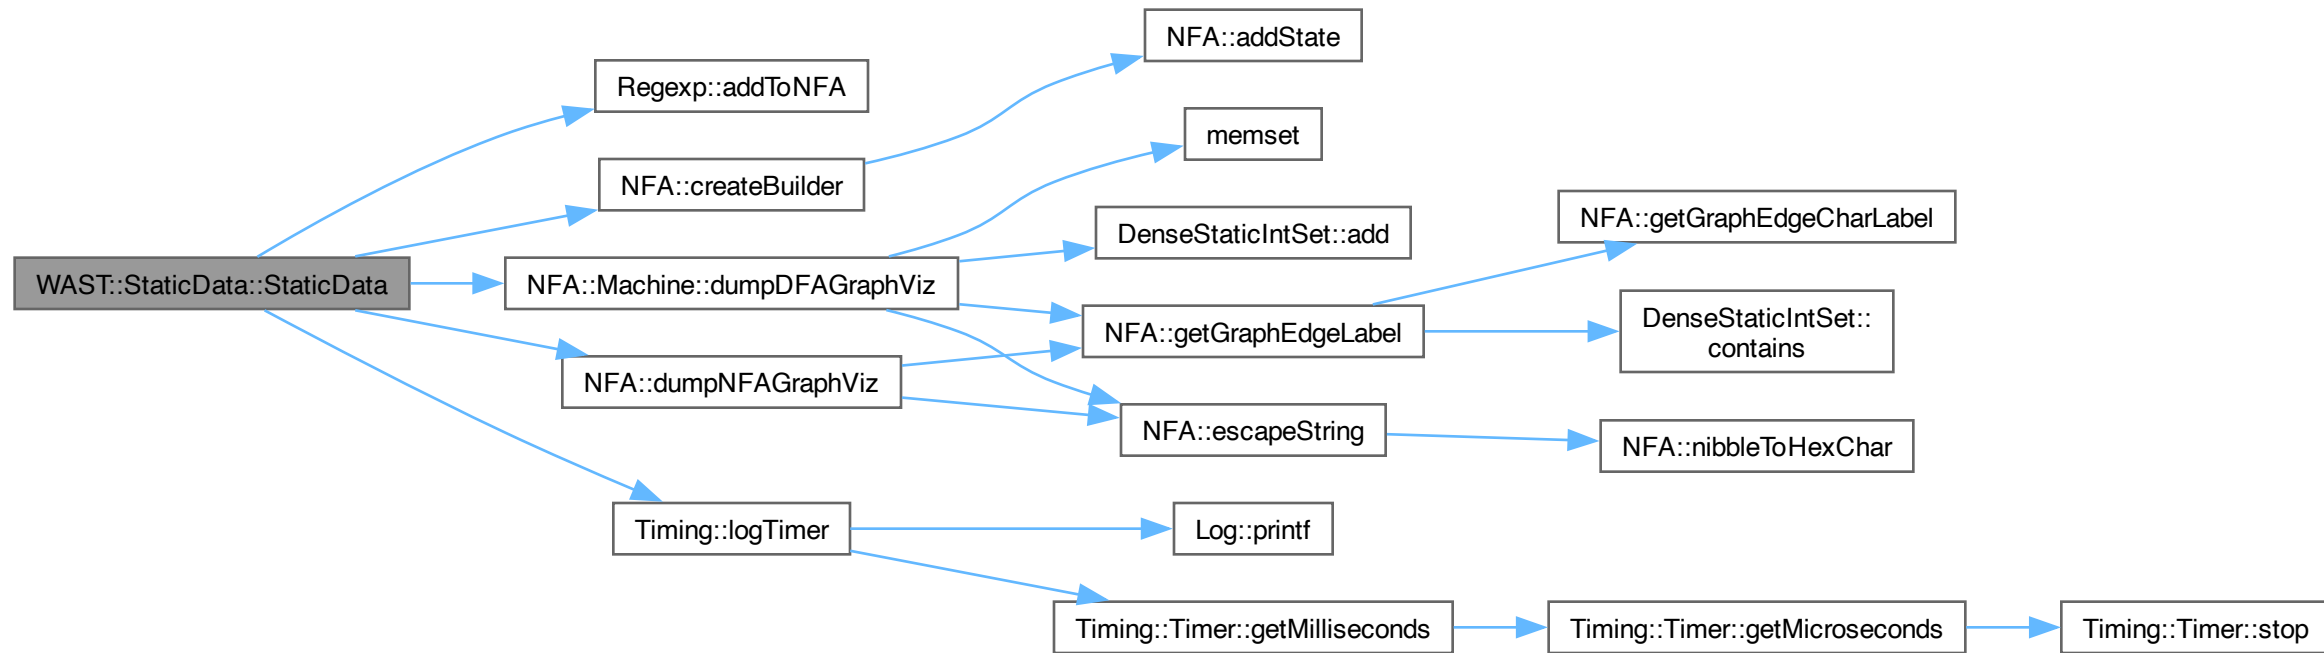 WAST::StaticData::StaticData
Regexp::addToNFA
NFA::createBuilder
NFA::Machine::dumpDFAGraphViz
NFA::dumpNFAGraphViz
Timing::logTimer
NFA::addState
memset
DenseStaticIntSet::add
NFA::getGraphEdgeLabel
NFA::escapeString
Log::printf
Timing::Timer::getMilliseconds
NFA::getGraphEdgeCharLabel
DenseStaticIntSet::
contains
NFA::nibbleToHexChar
Timing::Timer::getMicroseconds
Timing::Timer::stop